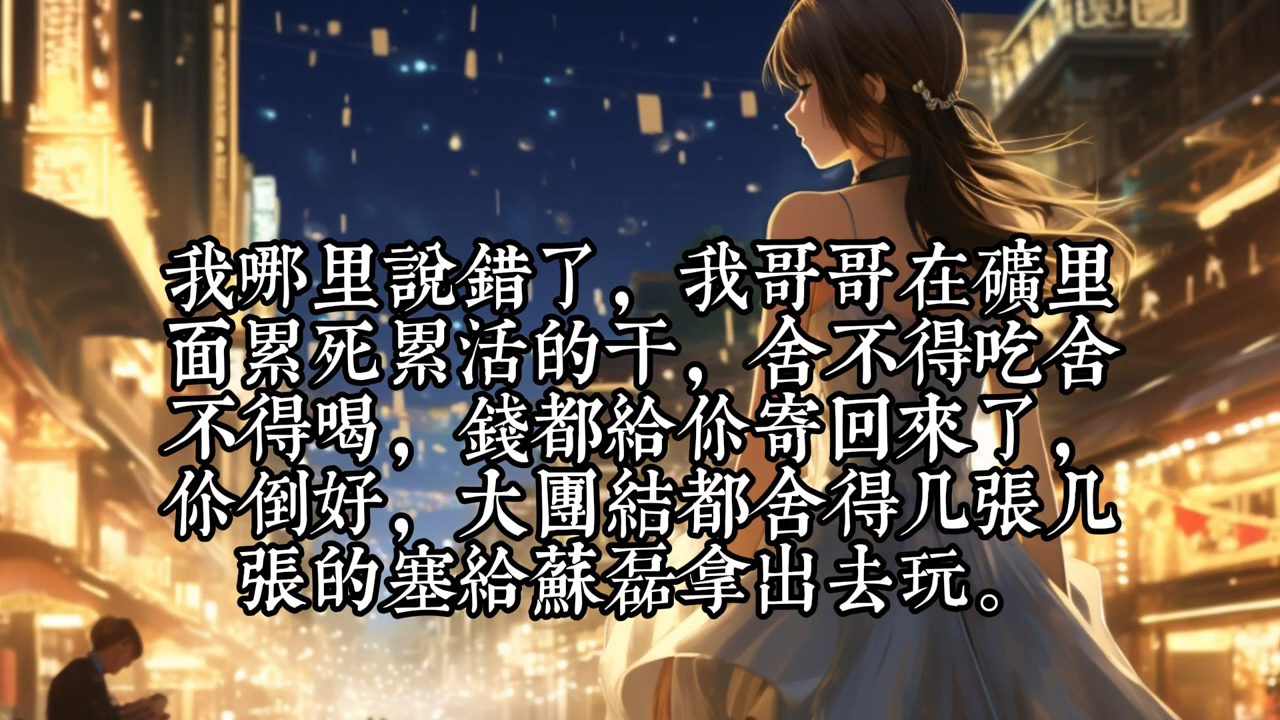 我哪里說錯了，我哥哥在礦里
面累死累活的干，舍不得吃舍
不得喝，錢都給你寄回來了，
你倒好，大團結都舍得几張几
張的塞給蘇磊拿出去玩。